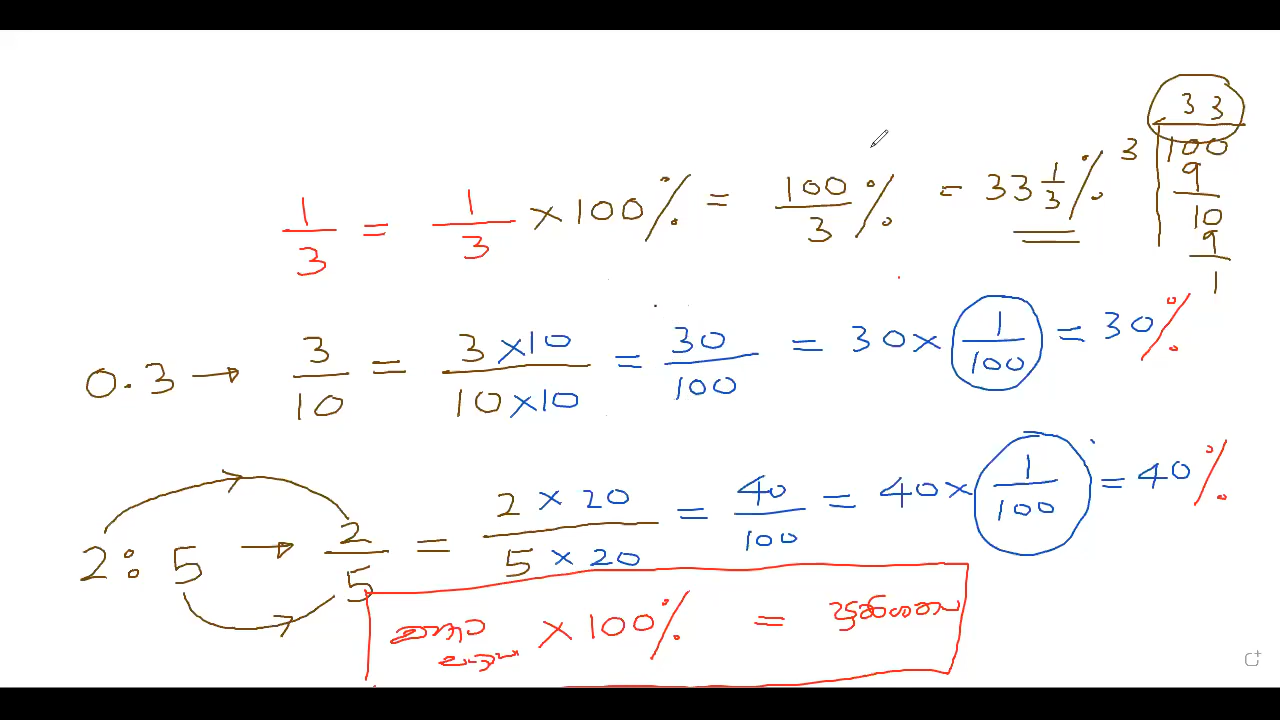 1/3 = 1/3 × 100% = 100/3 % = 33 1/3 %
33
3 | 100
9
10
9
1
0.3 → 3/10 = 3×10/10×10 = 30/100 = 30 × 1/100 = 30%
2:5 → 2/5 = 2 × 20/5 × 20 = 40/100 = 40 × 1/100 = 40%
× 100% =